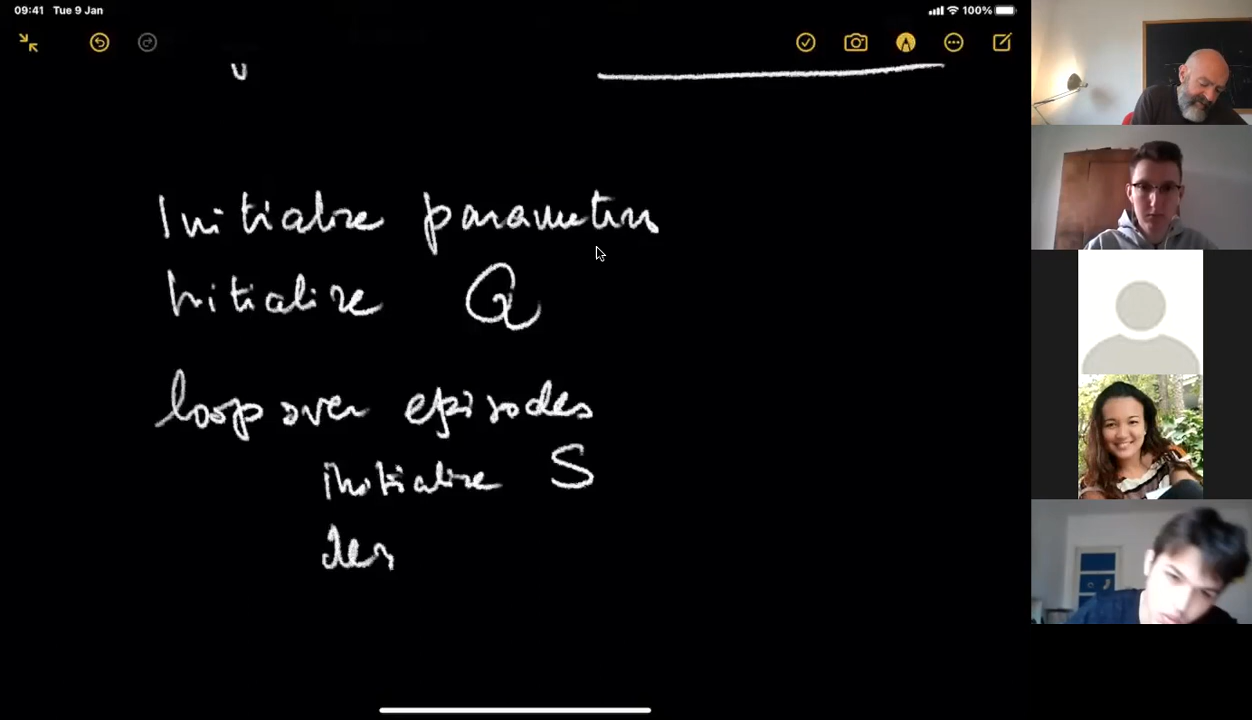 09:41 Tue 9 Jan
100%
Initialize parameters
Initialize Q
loop over episodes
initialize S